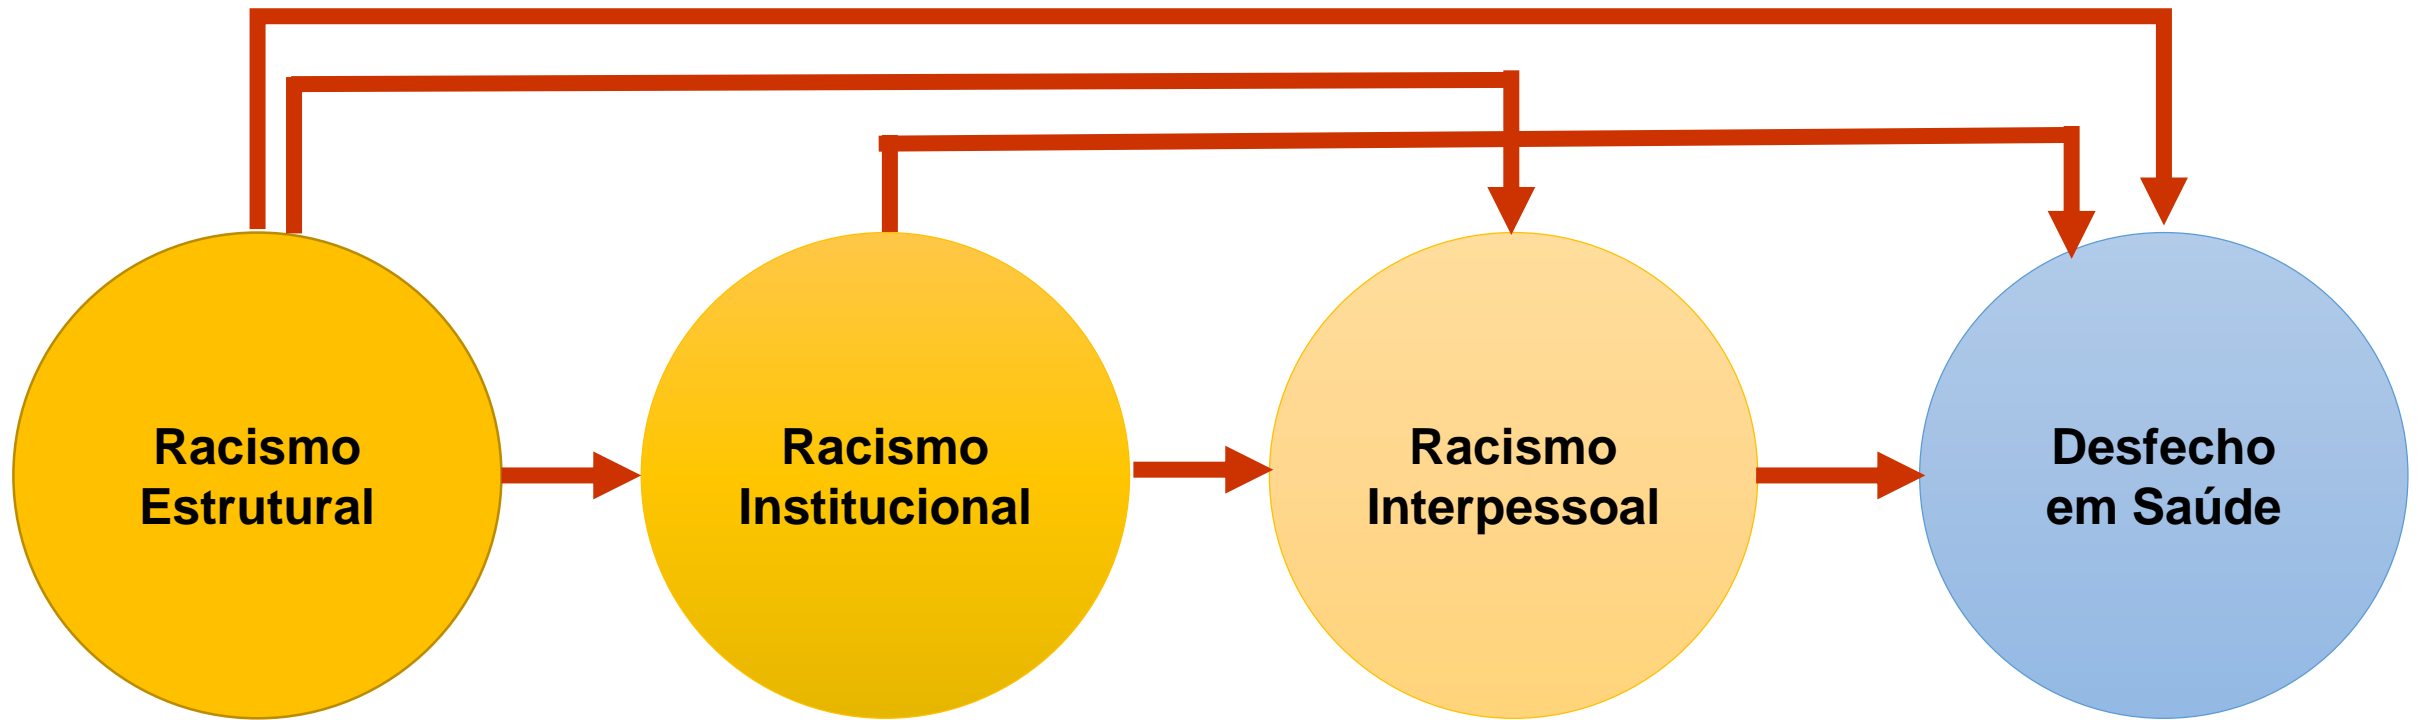 Racismo
Estrutural
Racismo
Institucional
Racismo
Interpessoal
Desfecho
em Saúde